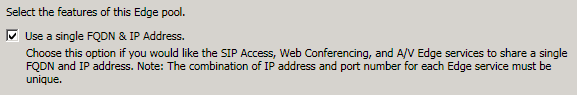 Select the features of this Edge pool.
Use a single FQDN & IP Address.
Choose this option if you would like the SIP Access, Web Conferencing, and A/V Edge services to share a single
FQDN and IP address. Note: The combination of IP address and port number for each Edge service must be
unique.